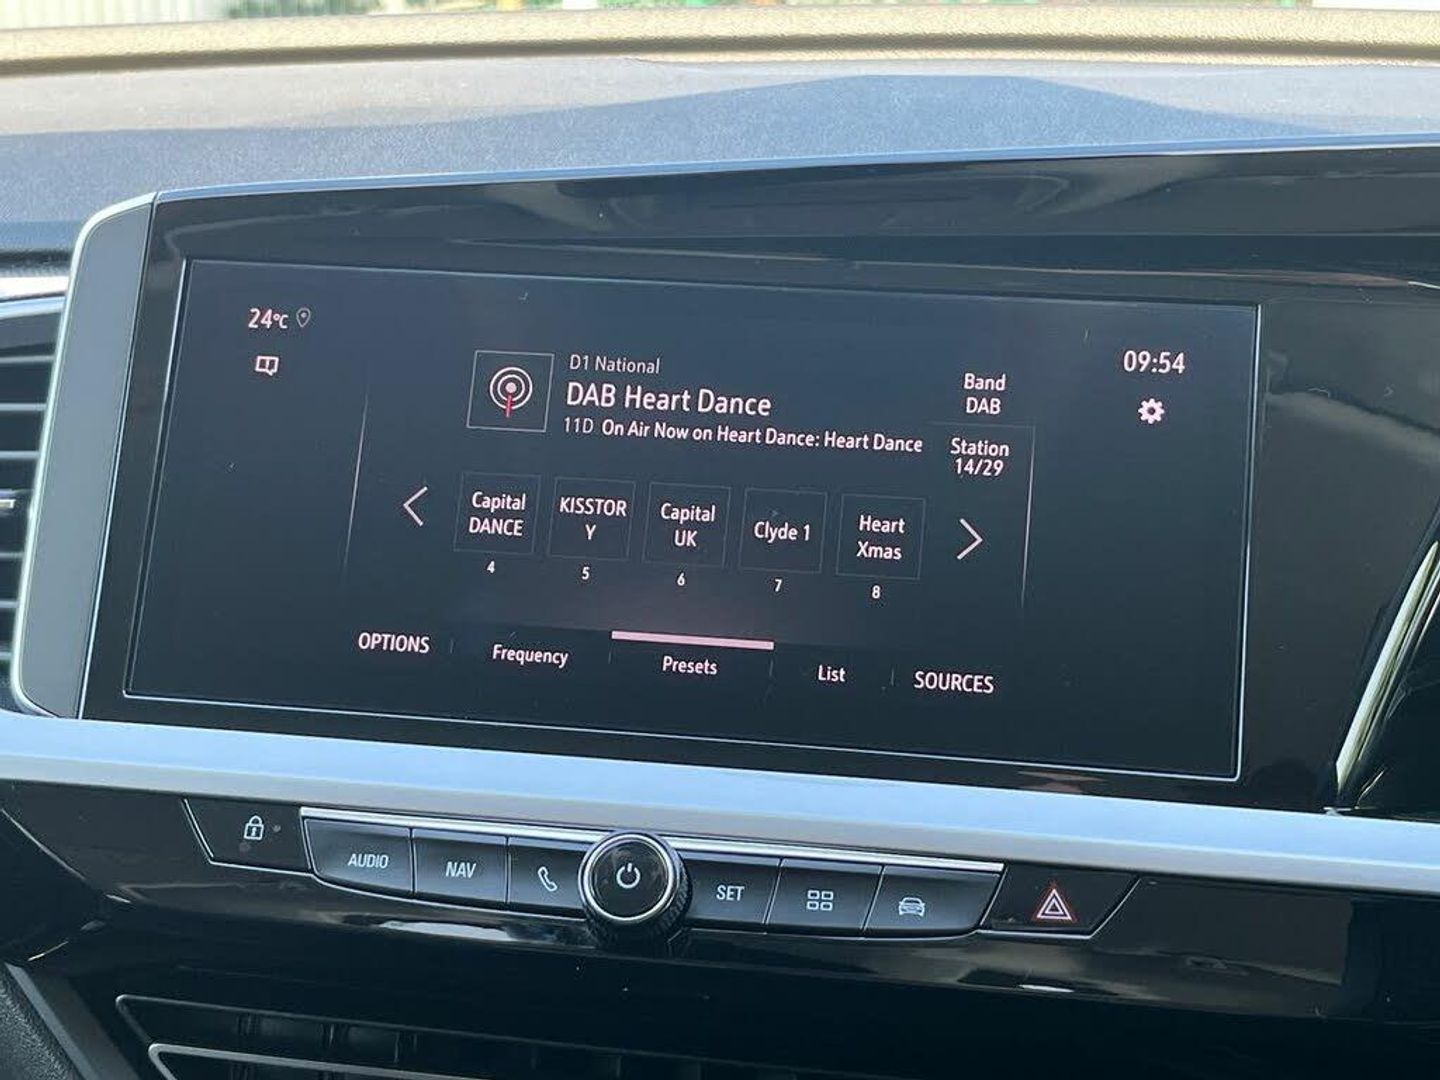 24°C
09:54
D1 National
DAB Heart Dance
11D On Air Now on Heart Dance: Heart Dance
Band
DAB
Station
14/29
Capital
DANCE
4
KISSTOR
Y
5
Capital
UK
6
Clyde 1
7
Heart
Xmas
8
OPTIONS
Frequency
Presets
List
SOURCES
AUDIO
NAV
SET